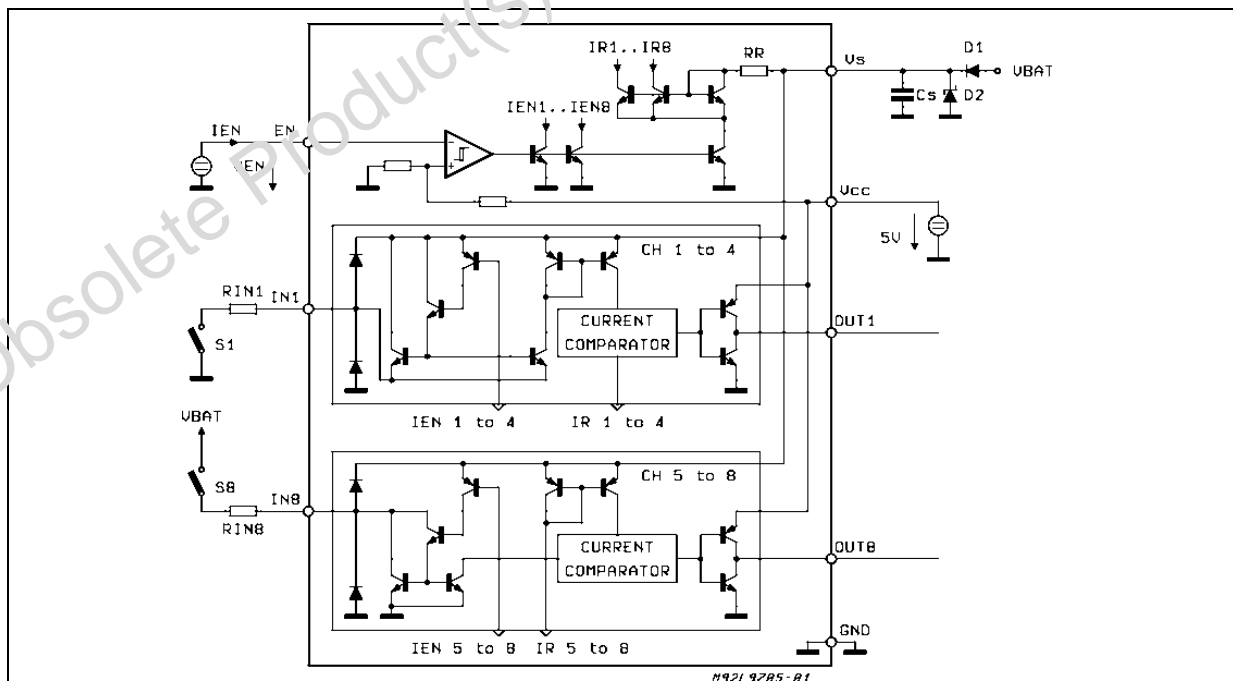 Obsolete Product(s)
IR1..IR8
RR
Vs
D1
VBAT
Cs
D2
IEN1..IEN8
IEN
EN
VEN
Vcc
5V
CH 1 to 4
RIN1
IN1
S1
CURRENT
COMPARATOR
OUT1
IEN 1 to 4
IR 1 to 4
VBAT
CH 5 to 8
S8
IN8
RIN8
CURRENT
COMPARATOR
OUT8
IEN 5 to 8
IR 5 to 8
GND
M92L9705-01